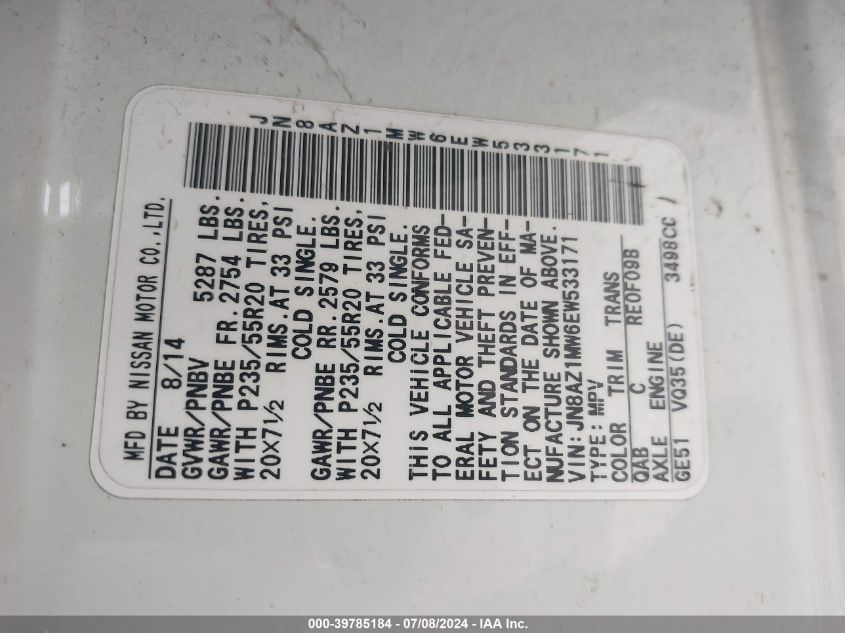 JN8AZ1MW6EW533171
MFD BY NISSAN MOTOR CO.,LTD.
DATE 8/14
GVWR/PNBV 5287 LBS.
GAWR/PNBE FR. 2754 LBS.
WITH P235/55R20 TIRES,
20X7½ RIMS. AT 33 PSI
COLD SINGLE.
GAWR/PNBE RR. 2579 LBS.
WITH P235/55R20 TIRES,
20X7½ RIMS. AT 33 PSI
COLD SINGLE.
THIS VEHICLE CONFORMS
TO ALL APPLICABLE FED-
ERAL MOTOR VEHICLE SA-
FETY AND THEFT PREVEN-
TION STANDARDS IN EFF-
ECT ON THE DATE OF MA-
NUFACTURE SHOWN ABOVE.
VIN: JN8AZ1MW6EW533171
TYPE: MPV
COLOR TRIM TRANS
QAB C RE0F09B
AXLE ENGINE
GE51 VQ35(DE) 3498CC
000-39785184 - 07/08/2024 - IAA Inc.